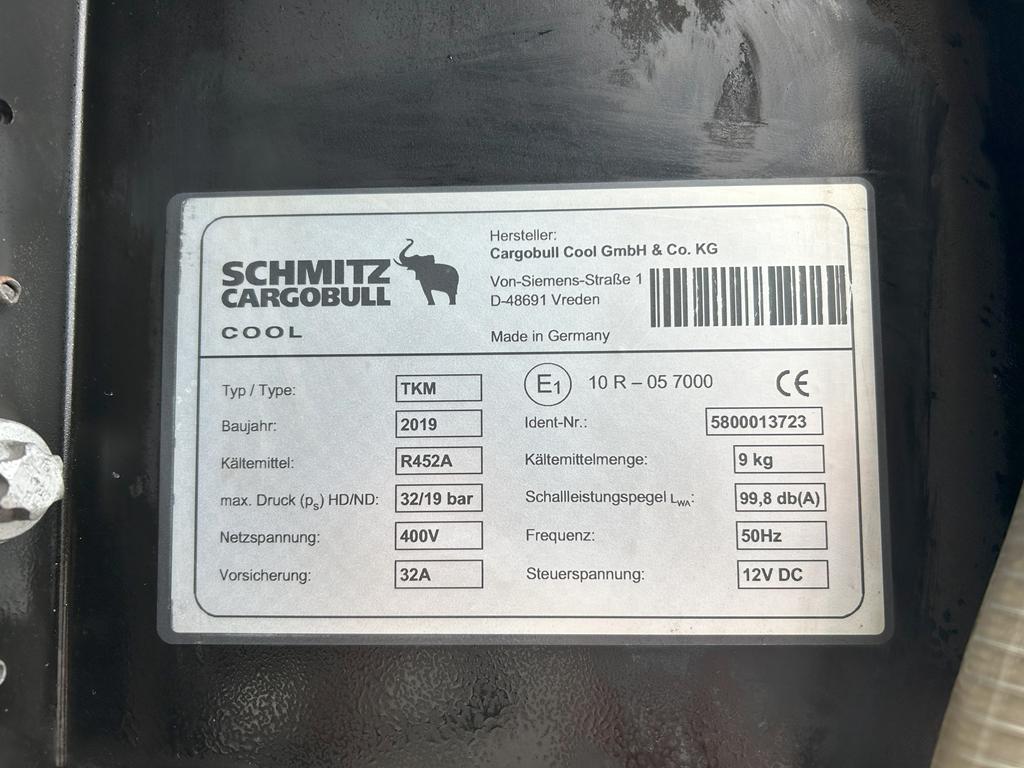 SCHMITZ
CARGOBULL
COOL
Hersteller:
Cargobull Cool GmbH & Co. KG
Von-Siemens-Straße 1
D-48691 Vreden
Made in Germany
Typ / Type: TKM
E1 10 R – 05 7000 CE
Baujahr: 2019
Ident-Nr.: 5800013723
Kältemittel: R452A
Kältemittelmenge: 9 kg
max. Druck (ps) HD/ND: 32/19 bar
Schallleistungspegel LWA: 99,8 db(A)
Netzspannung: 400V
Frequenz: 50Hz
Vorsicherung: 32A
Steuerspannung: 12V DC